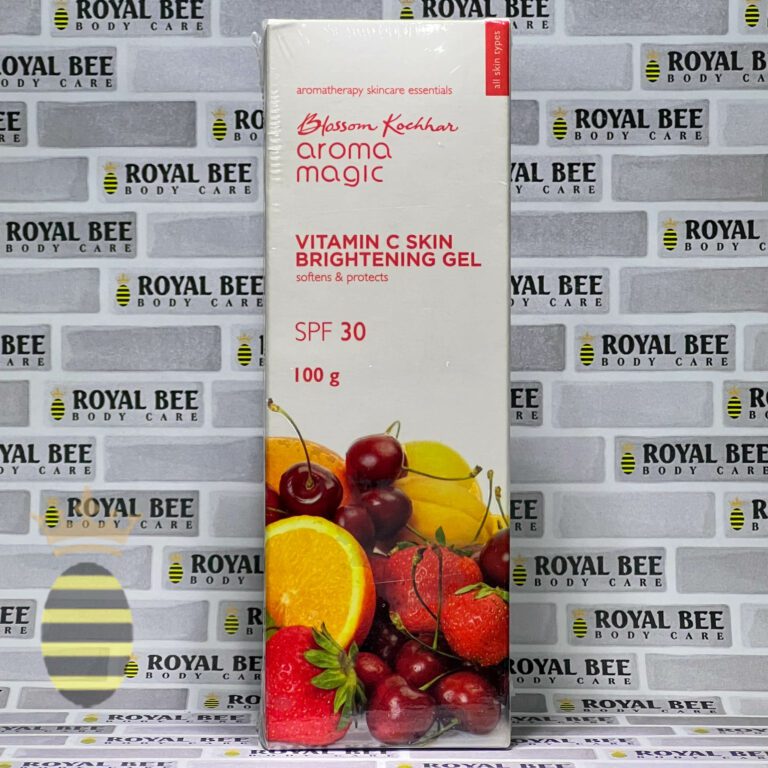 all skin types
aromatherapy skincare essentials
Blossom Kochhar
aroma
magic
VITAMIN C SKIN
BRIGHTENING GEL
softens & protects
SPF 30
100 g
ROYAL BEE
BODY CARE